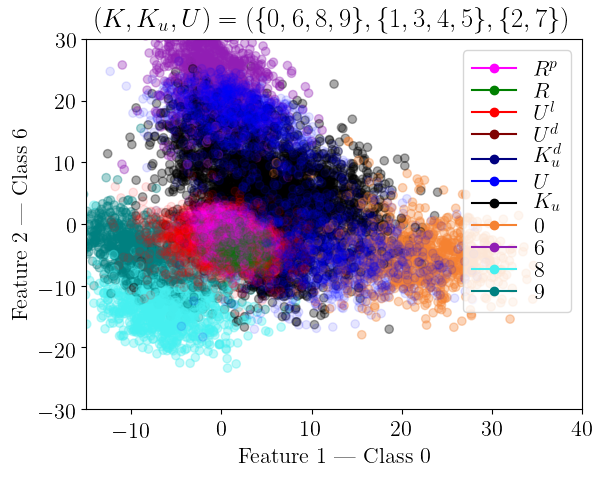 (K, K_u, U) = ({0, 6, 8, 9}, {1, 3, 4, 5}, {2, 7})
30
20
10
0
−10
−20
−30
Feature 2 — Class 6
R^p
R
U^l
U^d
K_u^d
U
K_u
0
6
8
9
−10 0 10 20 30 40
Feature 1 — Class 0